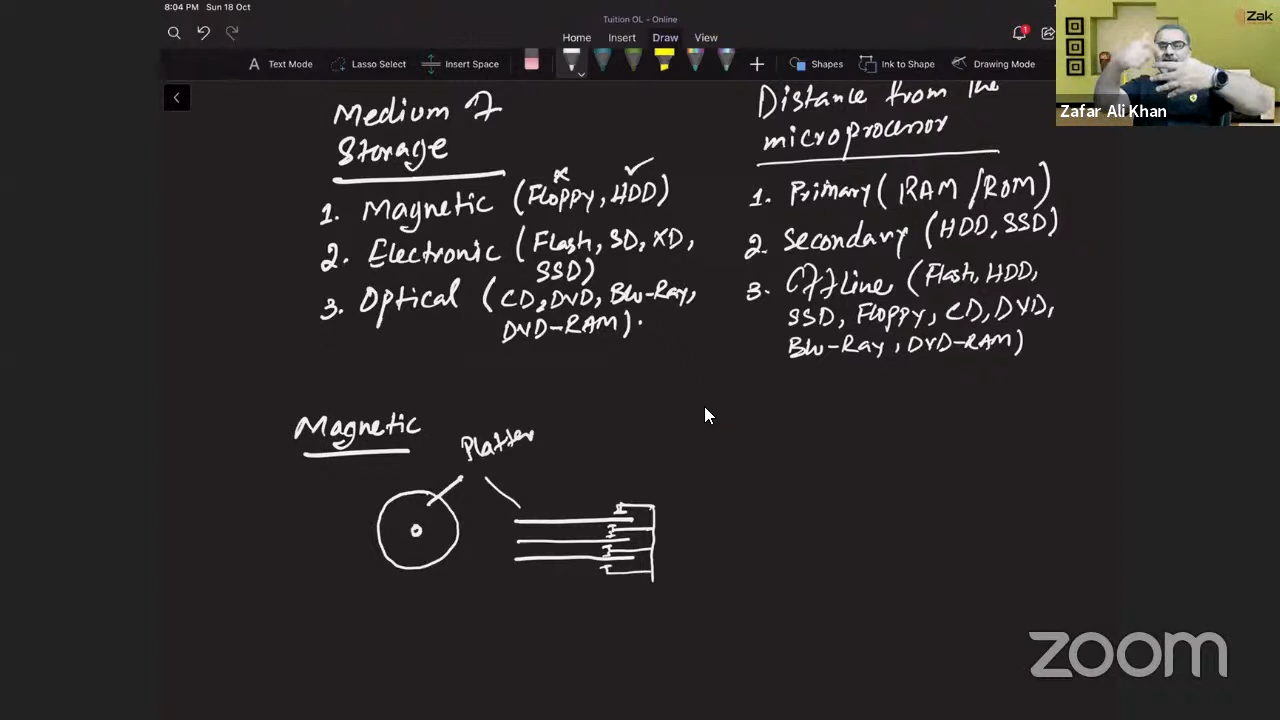 8:04 PM Sun 18 Oct
Tuition OL - Online
Home Insert Draw View
Text Mode Lasso Select Insert Space Shapes Ink to Shape Drawing Mode
Zak
Zafar Ali Khan
Medium of
Storage
1. Magnetic (Floppy, HDD)
2. Electronic (Flash, SD, XD,
SSD)
3. Optical (CD, DVD, Blu-Ray,
DVD-RAM).
Distance from the
microprocessor
1. Primary (RAM/ROM)
2. Secondary (HDD, SSD)
3. Offline (Flash, HDD,
SSD, Floppy, CD, DVD,
Blu-Ray, DVD-RAM)
Magnetic
Platter
zoom